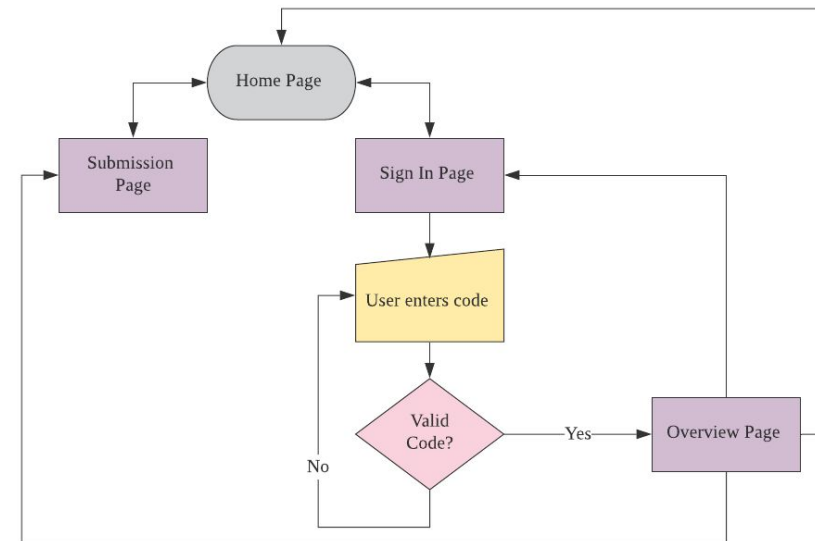 Home Page
Submission
Page
Sign In Page
User enters code
Valid
Code?
Yes
Overview Page
No